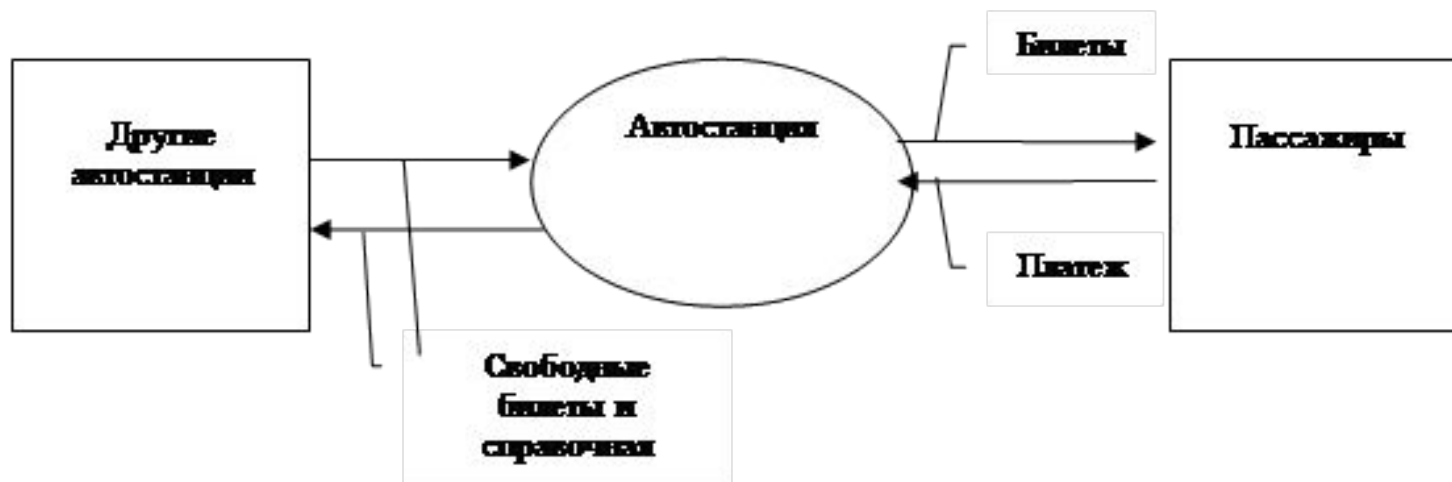 Другие
автостанции
Автостанция
Билеты
Пассажиры
Платеж
Свободные
билеты и
справочная